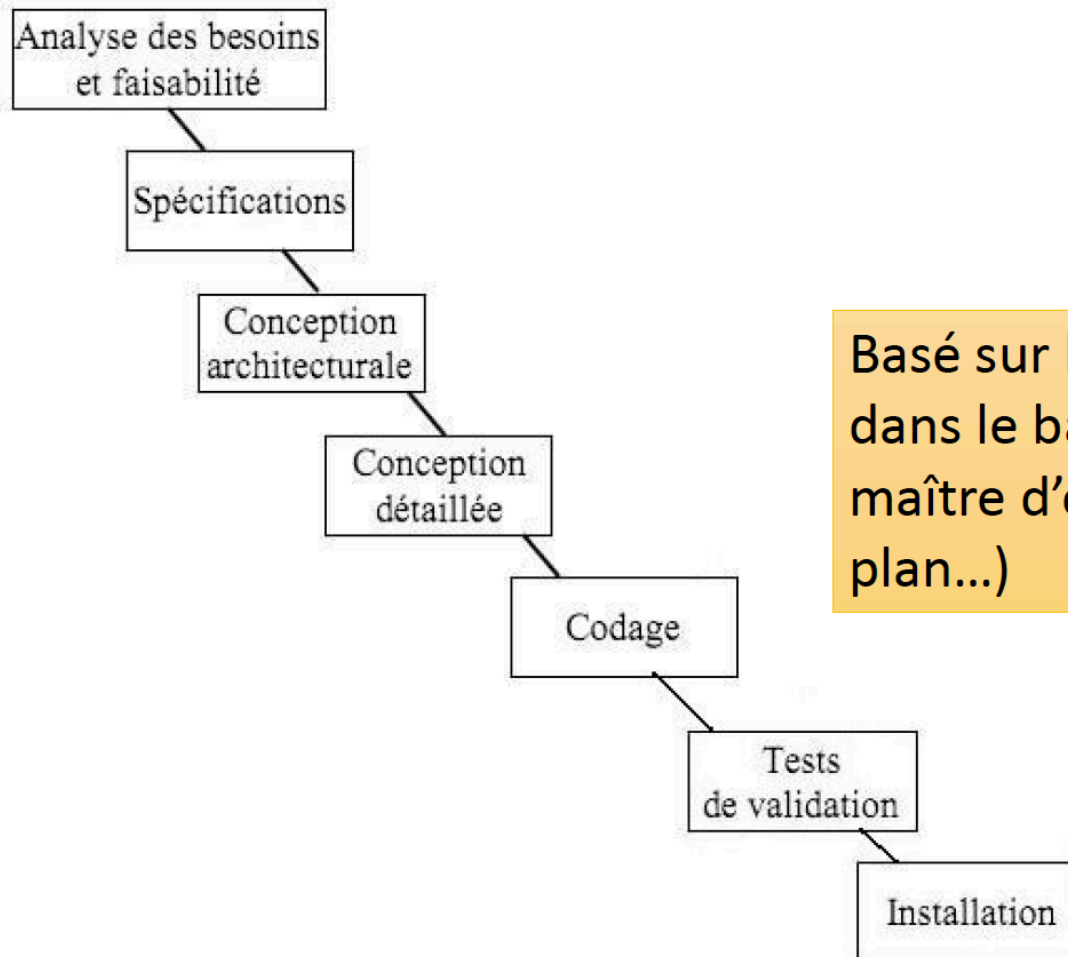 Analyse des besoins
et faisabilité
Spécifications
Conception
architecturale
Conception
détaillée
Codage
Tests
de validation
Installation
Basé sur
dans le
maître
plan...)